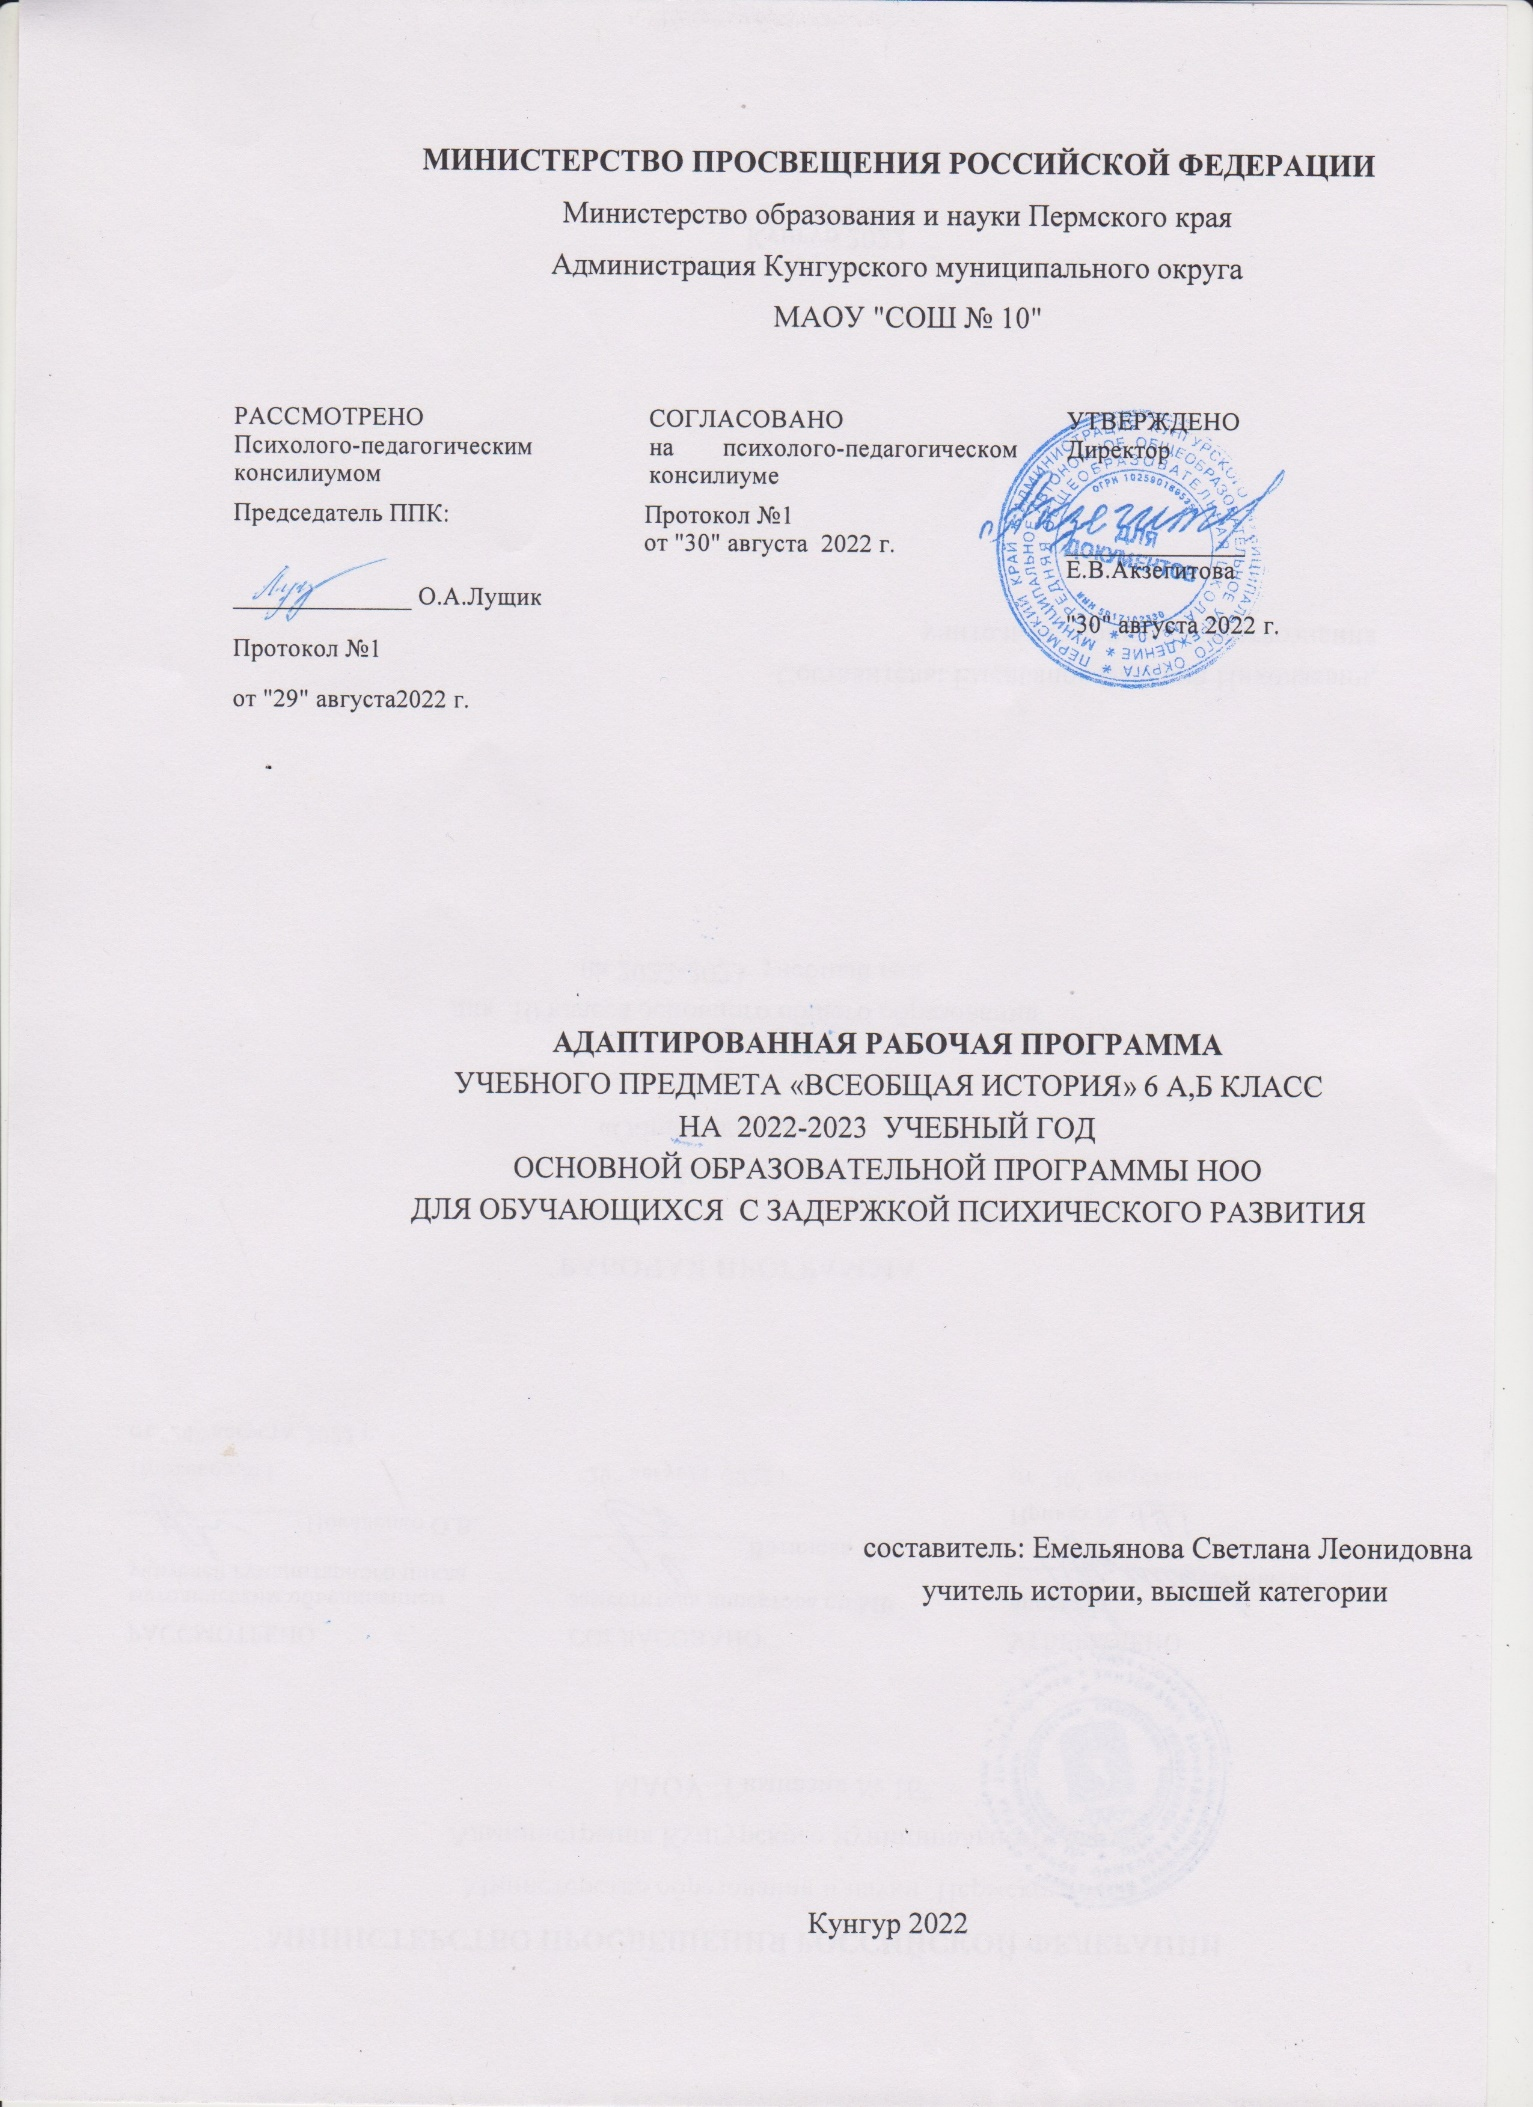 МИНИСТЕРСТВО ПРОСВЕЩЕНИЯ РОССИЙСКОЙ ФЕДЕРАЦИИ
Министерство образования и науки Пермского края
Администрация Кунгурского муниципального округа
МАОУ "СОШ № 10"
РАССМОТРЕНО
Психолого-педагогическим
консилиумом
Председатель ППК:
______________ О.А.Лущик
Протокол №1
от "29" августа2022 г.
СОГЛАСОВАНО
на психолого-педагогическом
консилиуме
Протокол №1
от "30" августа 2022 г.
УТВЕРЖДЕНО
Директор
______________
Е.В.Акзегитова
"30" августа 2022 г.
ДЛЯ
ДОКУМЕНТОВ
АДАПТИРОВАННАЯ РАБОЧАЯ ПРОГРАММА
УЧЕБНОГО ПРЕДМЕТА «ВСЕОБЩАЯ ИСТОРИЯ» 6 А,Б КЛАСС
НА 2022-2023 УЧЕБНЫЙ ГОД
ОСНОВНОЙ ОБРАЗОВАТЕЛЬНОЙ ПРОГРАММЫ НОО
ДЛЯ ОБУЧАЮЩИХСЯ С ЗАДЕРЖКОЙ ПСИХИЧЕСКОГО РАЗВИТИЯ
составитель: Емельянова Светлана Леонидовна
учитель истории, высшей категории
Кунгур 2022